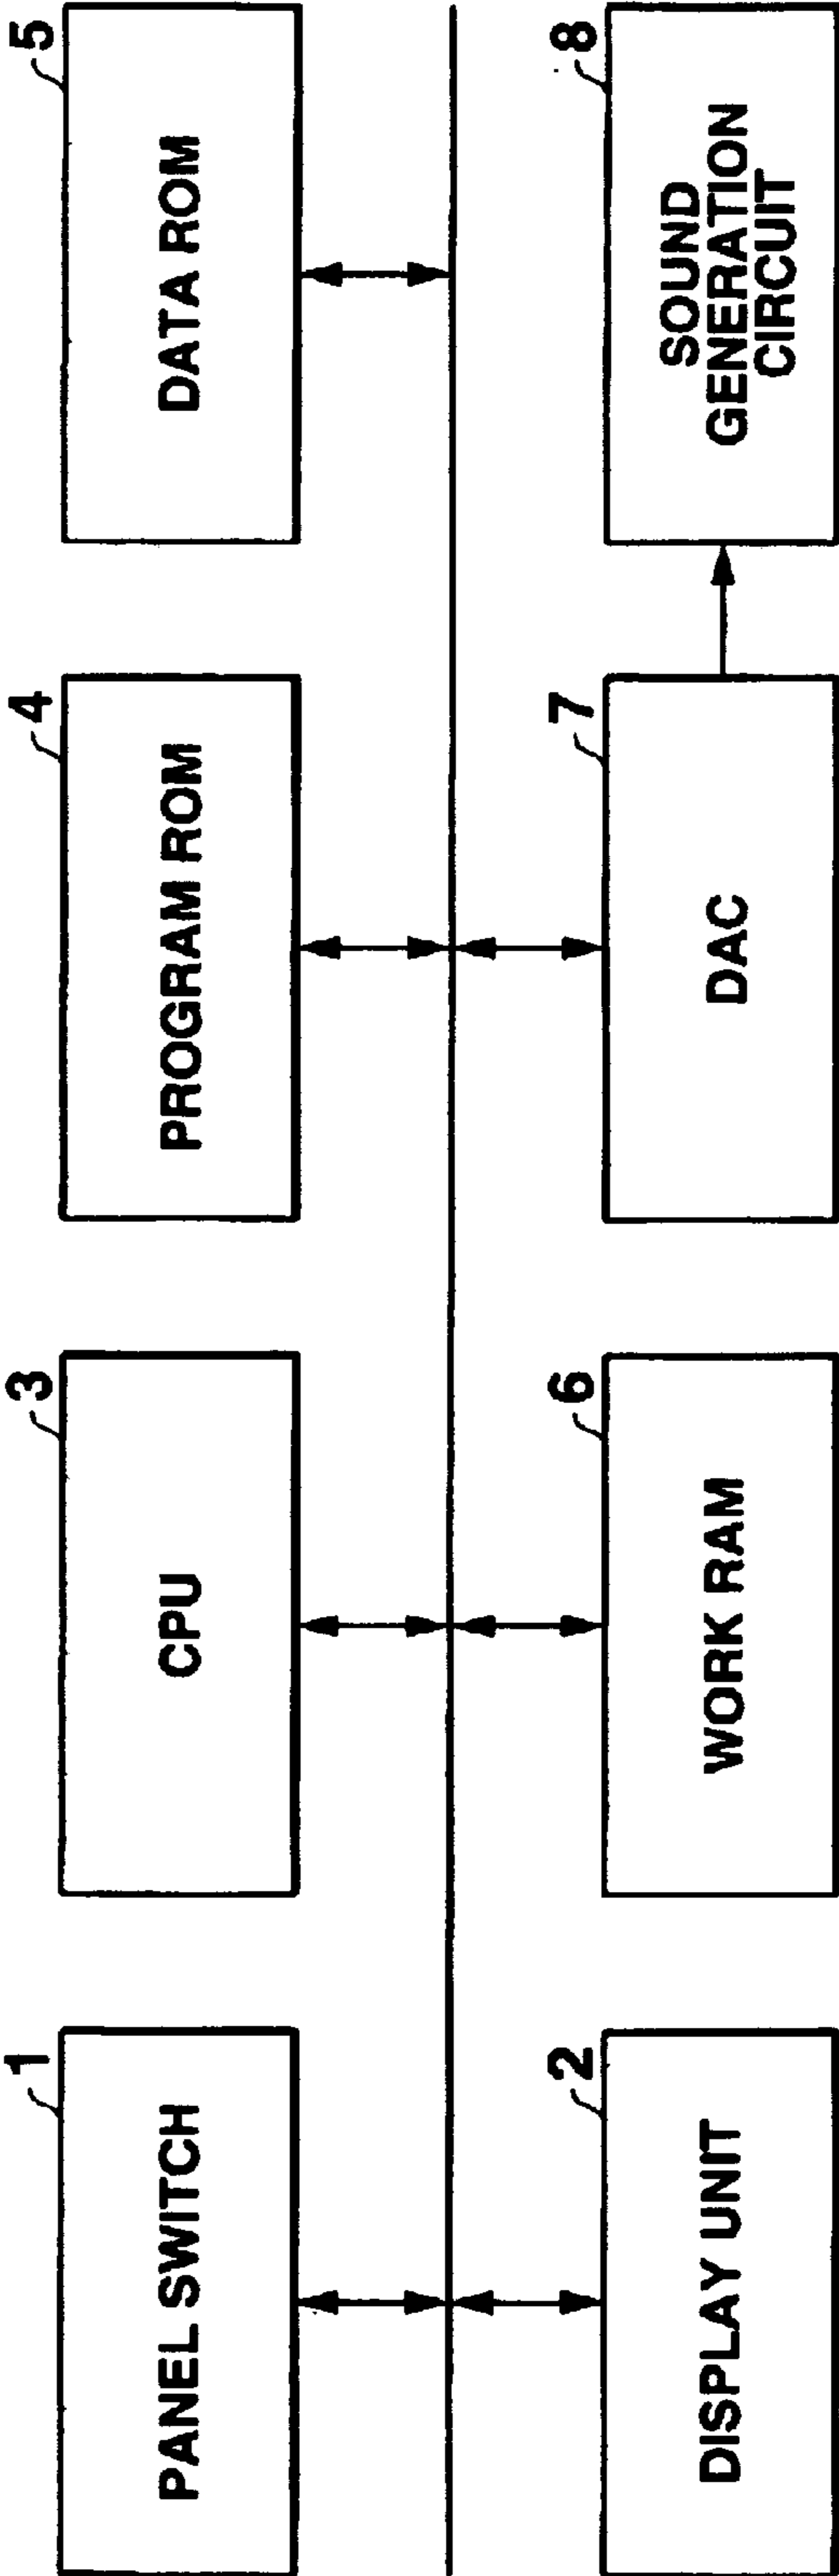 1
PANEL SWITCH
3
CPU
4
PROGRAM ROM
5
DATA ROM
2
DISPLAY UNIT
6
WORK RAM
7
DAC
8
SOUND
GENERATION
CIRCUIT